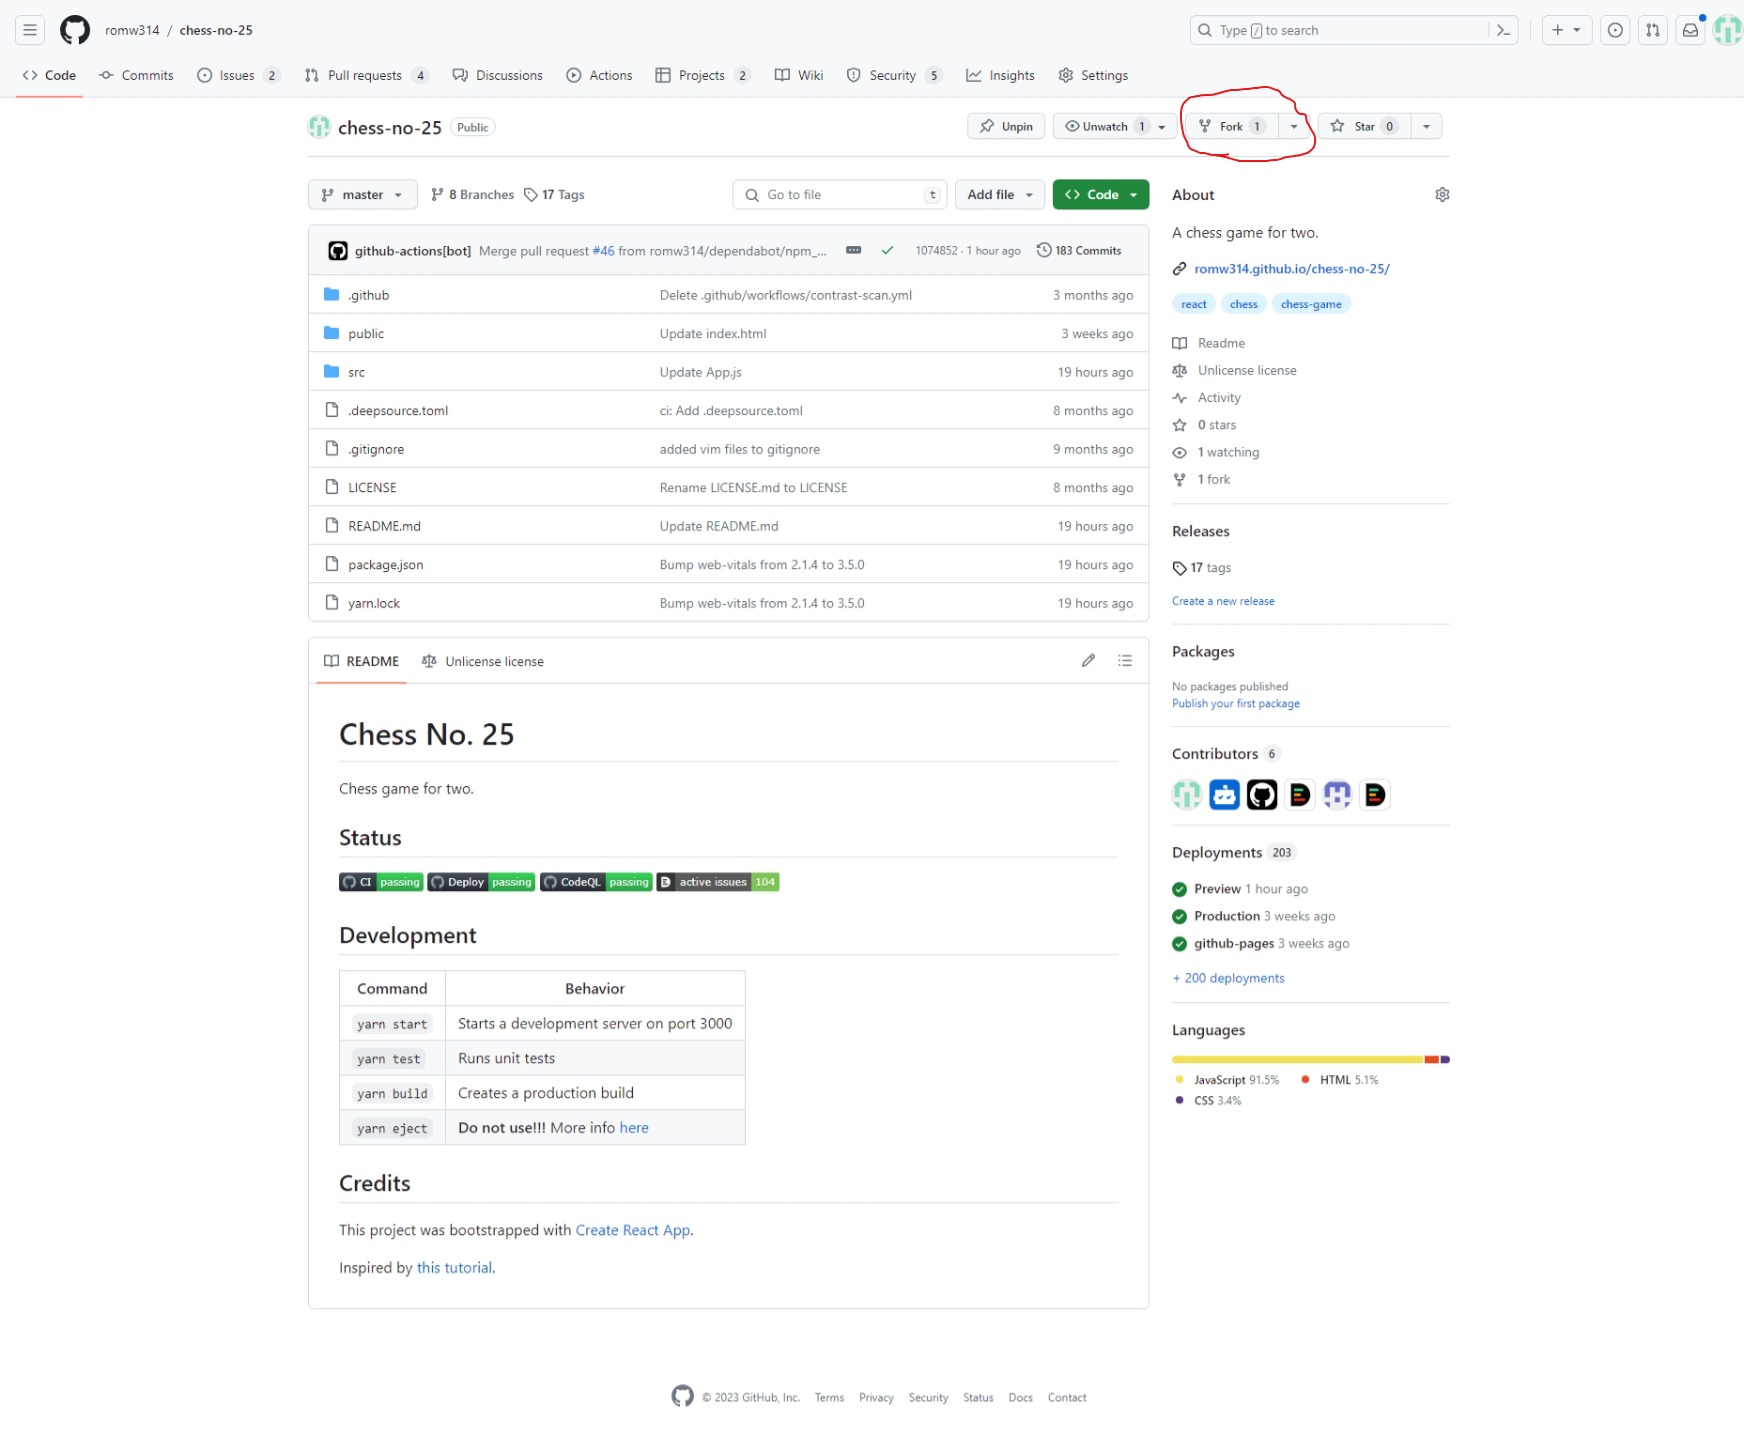 romw314 / chess-no-25
Type / to search
Code
Commits
Issues 2
Pull requests 4
Discussions
Actions
Projects 2
Wiki
Security 5
Insights
Settings
chess-no-25 Public
Unpin
Unwatch 1
Fork 1
Star 0
master
8 Branches
17 Tags
Go to file t
Add file
Code
github-actions[bot] Merge pull request #46 from romw314/dependabot/npm_... 1074852 · 1 hour ago 183 Commits
.github Delete .github/workflows/contrast-scan.yml 3 months ago
public Update index.html 3 weeks ago
src Update App.js 19 hours ago
.deepsource.toml ci: Add .deepsource.toml 8 months ago
.gitignore added vim files to gitignore 9 months ago
LICENSE Rename LICENSE.md to LICENSE 8 months ago
README.md Update README.md 19 hours ago
package.json Bump web-vitals from 2.1.4 to 3.5.0 19 hours ago
yarn.lock Bump web-vitals from 2.1.4 to 3.5.0 19 hours ago
README
Unlicense license
Chess No. 25
Chess game for two.
Status
CI passing Deploy passing CodeQL passing active issues 104
Development
Command Behavior
yarn start Starts a development server on port 3000
yarn test Runs unit tests
yarn build Creates a production build
yarn eject Do not use!!! More info here
Credits
This project was bootstrapped with Create React App.
Inspired by this tutorial.
About
A chess game for two.
romw314.github.io/chess-no-25/
react chess chess-game
Readme
Unlicense license
Activity
0 stars
1 watching
1 fork
Releases
17 tags
Create a new release
Packages
No packages published
Publish your first package
Contributors 6
Deployments 203
Preview 1 hour ago
Production 3 weeks ago
github-pages 3 weeks ago
+ 200 deployments
Languages
JavaScript 91.5% HTML 5.1%
CSS 3.4%
© 2023 GitHub, Inc. Terms Privacy Security Status Docs Contact